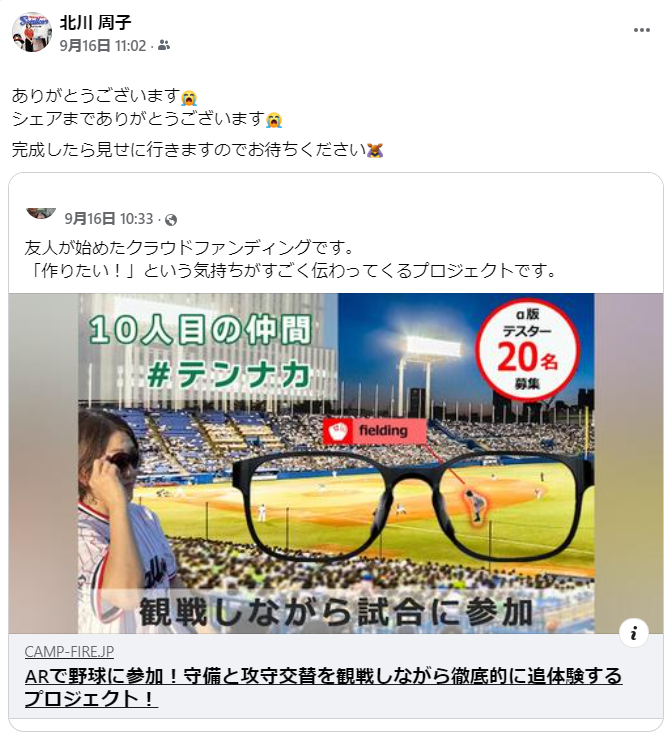 北川 周子
9月16日 11:02
ありがとうございます😭
シェアまでありがとうございます😭
完成したら見せに行きますのでお待ちください
9月16日 10:33
友人が始めたクラウドファンディングです。
「作りたい！」という気持ちがすごく伝わってくるプロジェクトです。
10人目の仲間
#テンナカ
α版
テスター
20名
募集
fielding
観戦しながら試合に参加
CAMP-FIRE.JP
ARで野球に参加！守備と攻守交替を観戦しながら徹底的に追体験する
プロジェクト！